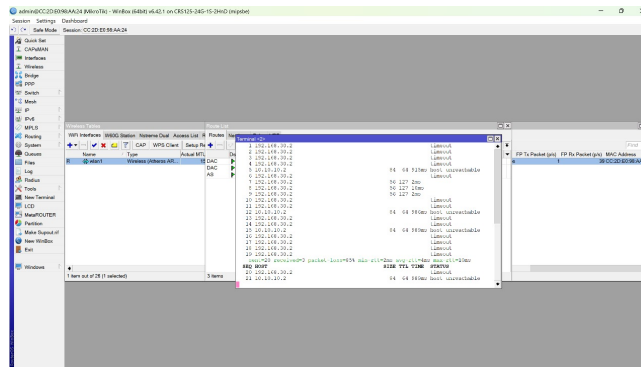 admin@CC:2D:E0:98:AA:24 (MikroTik) - WinBox (64bit) v6.42.1 on CRS125-24G-1S-2HnD (mipsbe)
Session Settings Dashboard
Safe Mode Session: CC:2D:E0:98:AA:24
Quick Set
CAPsMAN
Interfaces
Wireless
Bridge
PPP
Switch
Mesh
IP
IPv6
MPLS
Routing
System
Queues
Files
Log
Radius
Tools
New Terminal
LCD
MetaROUTER
Partition
Make Supout.rif
New WinBox
Exit
Windows
Wireless Tables
WiFi Interfaces W60G Station Nstreme Dual Access List
CAP WPS Client Setup Re
Name Type Actual MTU
R wlan1 Wireless (Atheros AR...
1 item out of 28 (1 selected)
Route List
Routes
DAC
DAC
AS
3 items
Find
FP Tx Packet (p/s) FP Rx Packet (p/s) MAC Address
Terminal <2>
1 192.168.30.2 timeout
2 192.168.30.2 timeout
3 192.168.30.2 timeout
4 192.168.30.2 timeout
5 10.10.10.2 84 64 host unreachable
6 192.168.30.2 timeout
7 192.168.30.2 56 127 2ms
8 192.168.30.2 56 127 10ms
9 192.168.30.2 56 127 2ms
10 192.168.30.2 timeout
11 192.168.30.2 timeout
12 10.10.10.2 84 64 host unreachable
13 192.168.30.2 timeout
14 192.168.30.2 timeout
15 10.10.10.2 84 64 host unreachable
16 192.168.30.2 timeout
17 192.168.30.2 timeout
18 192.168.30.2 timeout
19 192.168.30.2 timeout
sent=20 received=3 packet-loss=85% min-rtt=2ms avg-rtt=4ms max-rtt=10ms
SEQ HOST SIZE TTL TIME STATUS
20 192.168.30.2 timeout
21 10.10.10.2 84 64 host unreachable